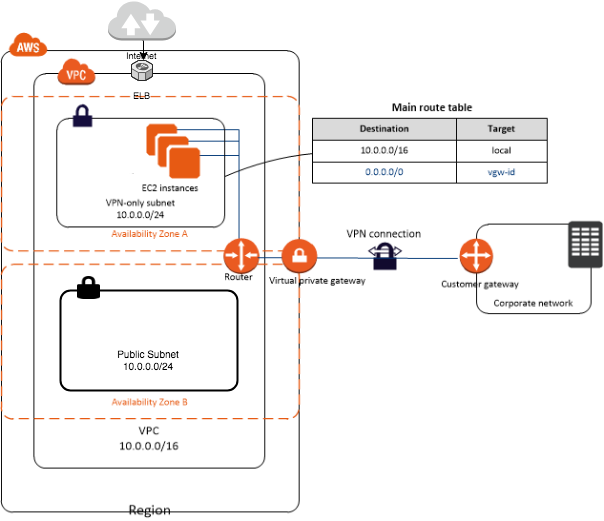 Internet
AWS
VPC
ELB
Main route table
Destination Target
10.0.0.0/16 local
0.0.0.0/0 vgw-id
EC2 instances
VPN-only subnet
10.0.0.0/24
Availability Zone A
VPN connection
Router
Virtual private gateway
Customer gateway
Corporate network
Public Subnet
10.0.0.0/24
Availability Zone B
VPC
10.0.0.0/16
Region